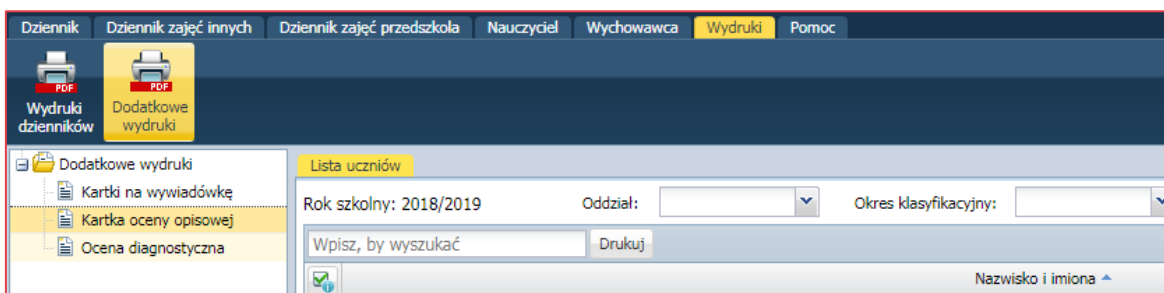 Dziennik Dziennik zajęć innych Dziennik zajęć przedszkola Nauczyciel Wychowawca Wydruki Pomoc
PDF PDF
Wydruki dzienników
Dodatkowe wydruki
Dodatkowe wydruki
Kartki na wywiadówkę
Kartka oceny opisowej
Ocena diagnostyczna
Lista uczniów
Rok szkolny: 2018/2019 Oddział: Okres klasyfikacyjny:
Wpisz, by wyszukać Drukuj
Nazwisko i imiona